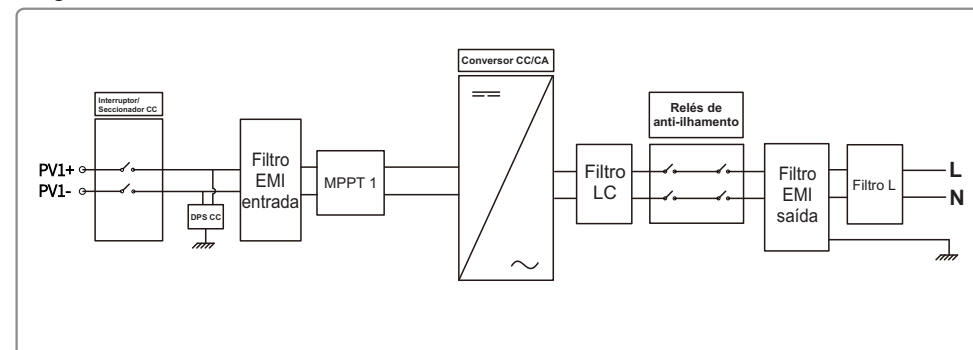 Conversor CC/CA
Interruptor/
Seccionador CC
Relés de
anti-ilhamento
PV1+
PV1-
DPS CC
Filtro
EMI
entrada
MPPT 1
Filtro
LC
Filtro
EMI
saída
Filtro L
L
N